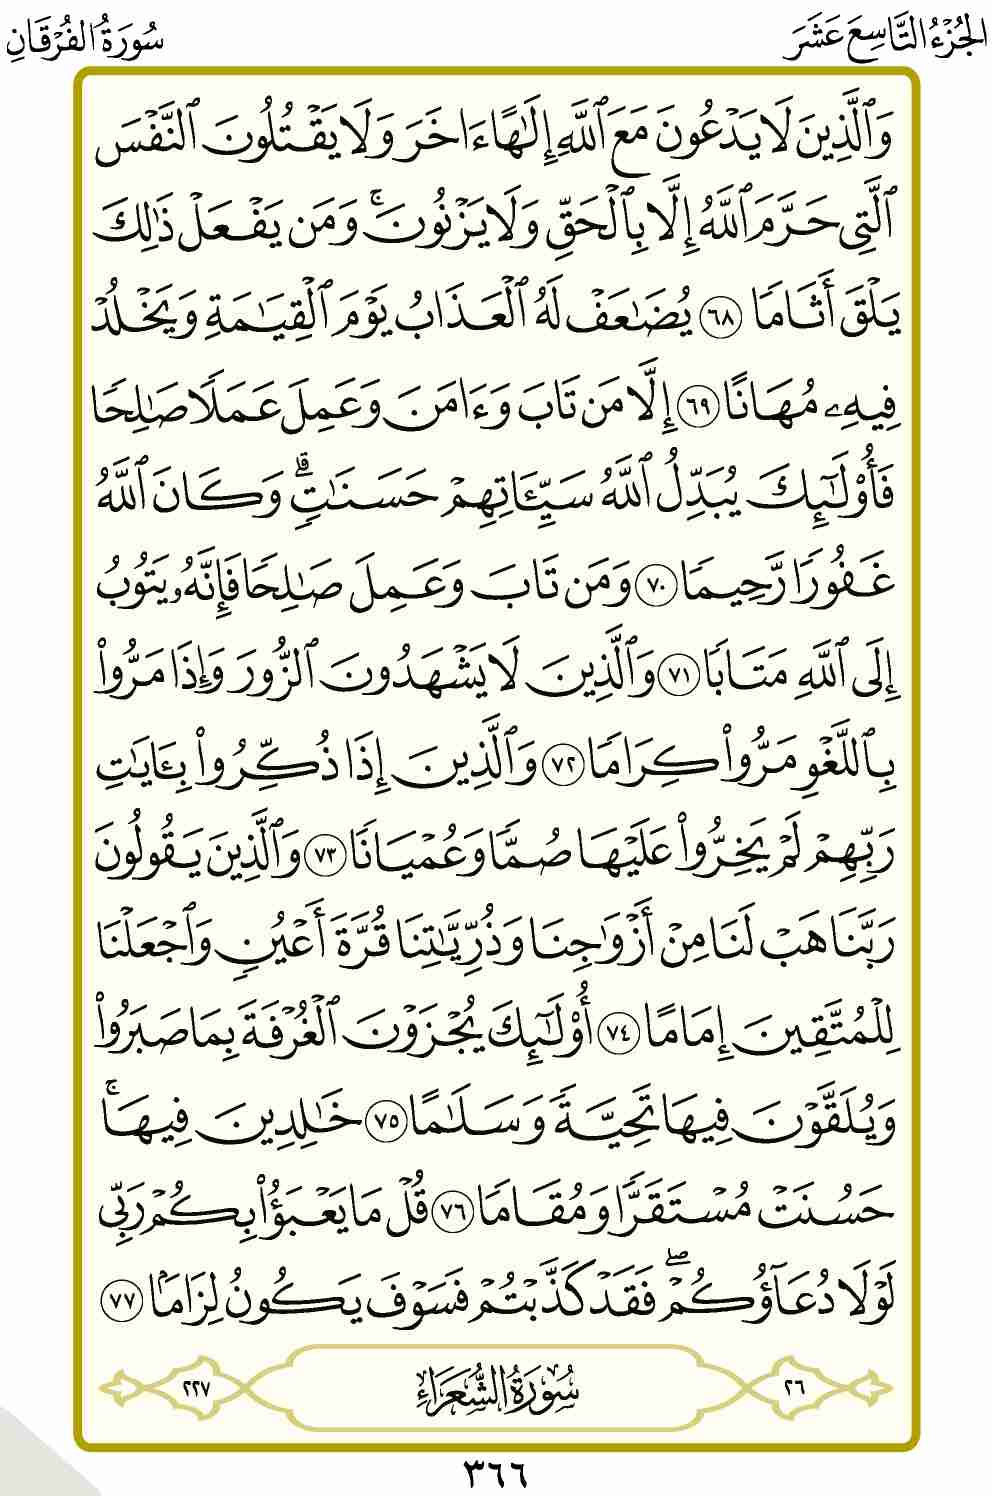 الجُزْءُ التَّاسِعَ عَشَرَ
سُورَةُ الفُرْقَانِ
وَٱلَّذِينَ لَا يَدْعُونَ مَعَ ٱللَّهِ إِلَٰهًا ءَاخَرَ وَلَا يَقْتُلُونَ ٱلنَّفْسَ
ٱلَّتِي حَرَّمَ ٱللَّهُ إِلَّا بِٱلْحَقِّ وَلَا يَزْنُونَۚ وَمَن يَفْعَلْ ذَٰلِكَ
يَلْقَ أَثَامٗا ٦٨ يُضَٰعَفْ لَهُ ٱلْعَذَابُ يَوْمَ ٱلْقِيَٰمَةِ وَيَخْلُدْ
فِيهِۦ مُهَانًا ٦٩ إِلَّا مَن تَابَ وَءَامَنَ وَعَمِلَ عَمَلٗا صَٰلِحٗا
فَأُوْلَٰٓئِكَ يُبَدِّلُ ٱللَّهُ سَيِّـَٔاتِهِمْ حَسَنَٰتٖۗ وَكَانَ ٱللَّهُ
غَفُورٗا رَّحِيمٗا ٧٠ وَمَن تَابَ وَعَمِلَ صَٰلِحٗا فَإِنَّهُۥ يَتُوبُ
إِلَى ٱللَّهِ مَتَابٗا ٧١ وَٱلَّذِينَ لَا يَشْهَدُونَ ٱلزُّورَ وَإِذَا مَرُّواْ
بِٱللَّغْوِ مَرُّواْ كِرَامٗا ٧٢ وَٱلَّذِينَ إِذَا ذُكِّرُواْ بِـَٔايَٰتِ
رَبِّهِمْ لَمْ يَخِرُّواْ عَلَيْهَا صُمّٗا وَعُمْيَانٗا ٧٣ وَٱلَّذِينَ يَقُولُونَ
رَبَّنَا هَبْ لَنَا مِنْ أَزْوَٰجِنَا وَذُرِّيَّٰتِنَا قُرَّةَ أَعْيُنٖ وَٱجْعَلْنَا
لِلْمُتَّقِينَ إِمَامًا ٧٤ أُوْلَٰٓئِكَ يُجْزَوْنَ ٱلْغُرْفَةَ بِمَا صَبَرُواْ
وَيُلَقَّوْنَ فِيهَا تَحِيَّةٗ وَسَلَٰمًا ٧٥ خَٰلِدِينَ فِيهَاۚ
حَسُنَتْ مُسْتَقَرّٗا وَمُقَامٗا ٧٦ قُلْ مَا يَعْبَؤُاْ بِكُمْ رَبِّي
لَوْلَا دُعَآؤُكُمْۖ فَقَدْ كَذَّبْتُمْ فَسَوْفَ يَكُونُ لِزَامَۢا ٧٧
٢٦ سُورَةُ الشُّعَرَاءِ ٢٢٧
٣٦٦